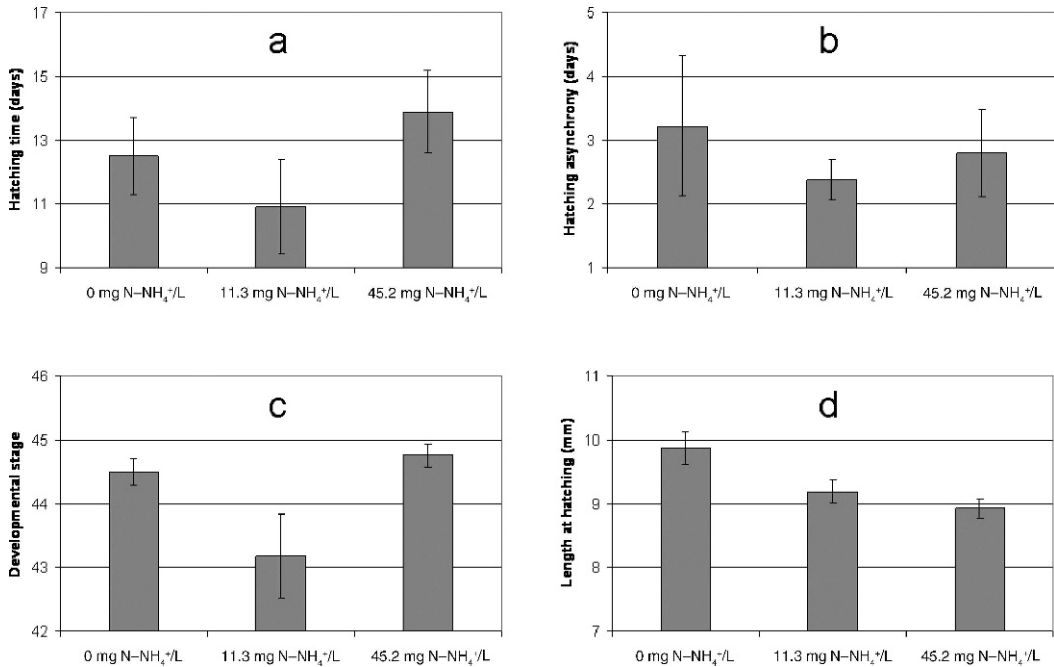 a
Hatching time (days)
17
15
13
11
9
0 mg N–NH₄⁺/L 11.3 mg N–NH₄⁺/L 45.2 mg N–NH₄⁺/L
b
Hatching asynchrony (days)
5
4
3
2
1
0 mg N–NH₄⁺/L 11.3 mg N–NH₄⁺/L 45.2 mg N–NH₄⁺/L
c
Developmental stage
46
45
44
43
42
0 mg N–NH₄⁺/L 11.3 mg N–NH₄⁺/L 45.2 mg N–NH₄⁺/L
d
Length at hatching (mm)
11
10
9
8
7
0 mg N–NH₄⁺/L 11.3 mg N–NH₄⁺/L 45.2 mg N–NH₄⁺/L